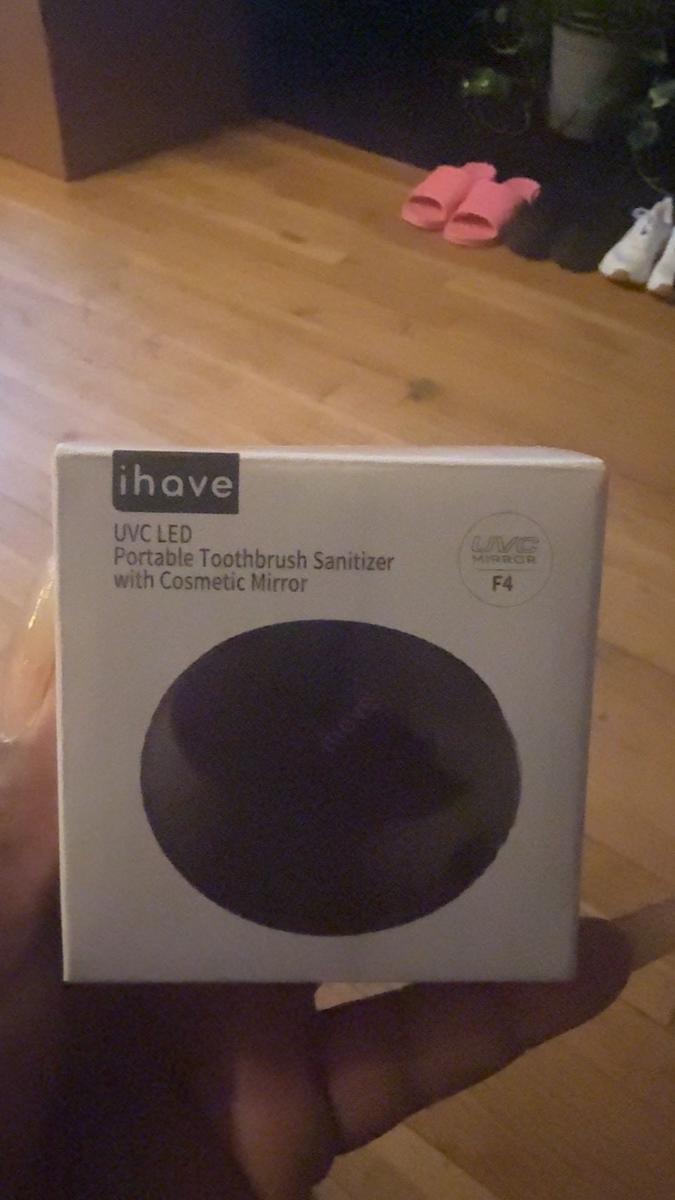 ihave
UVC LED
Portable Toothbrush Sanitizer
with Cosmetic Mirror
UVC
MIRROR
F4